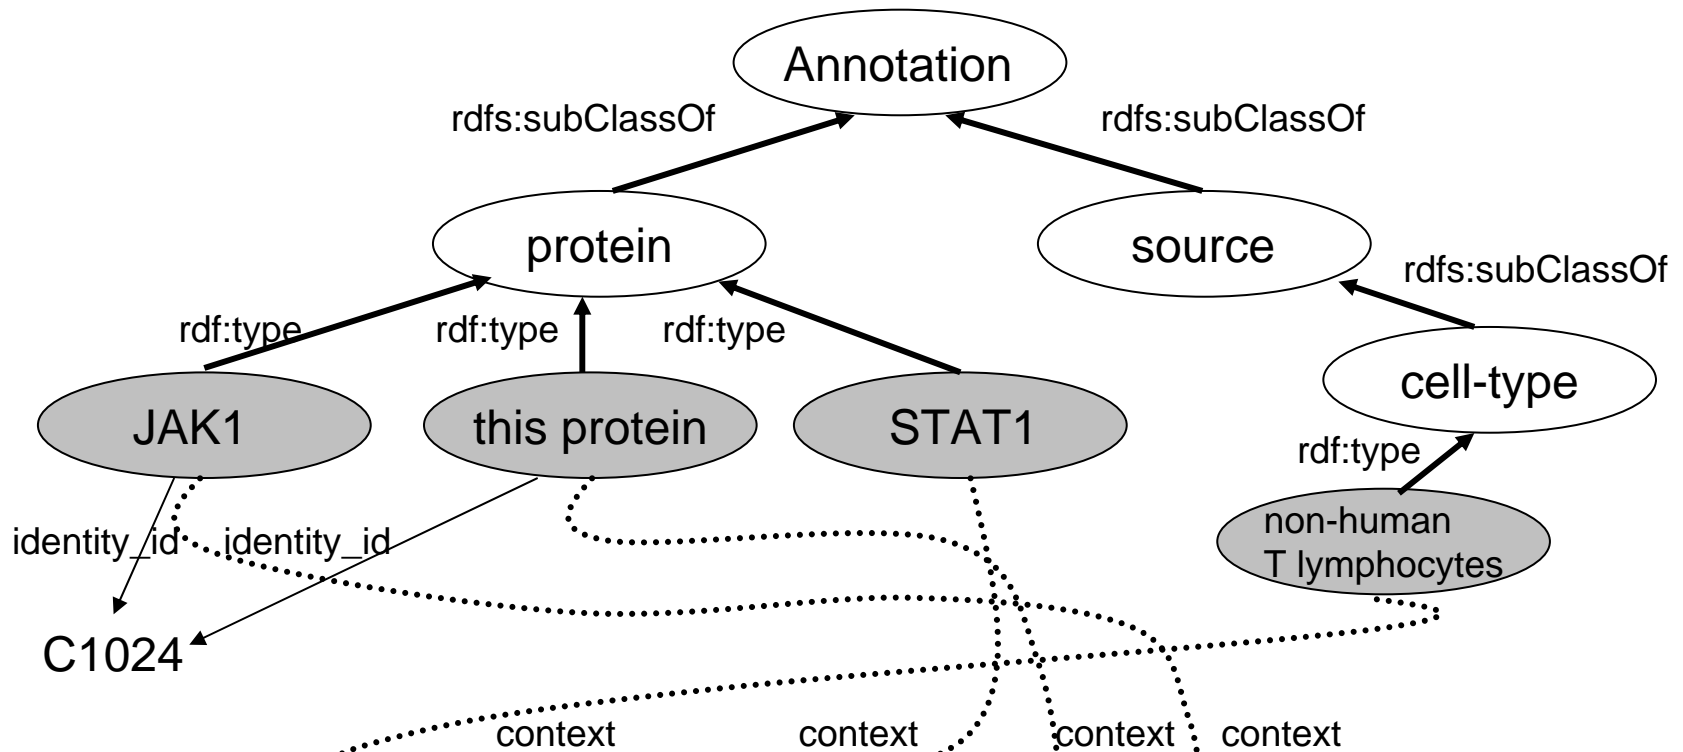 Annotation
rdfs:subClassOf
rdfs:subClassOf
protein
source
rdfs:subClassOf
rdf:type
rdf:type
rdf:type
cell-type
JAK1
this protein
STAT1
rdf:type
non-human
T lymphocytes
identity_id
identity_id
C1024
context
context
context
context